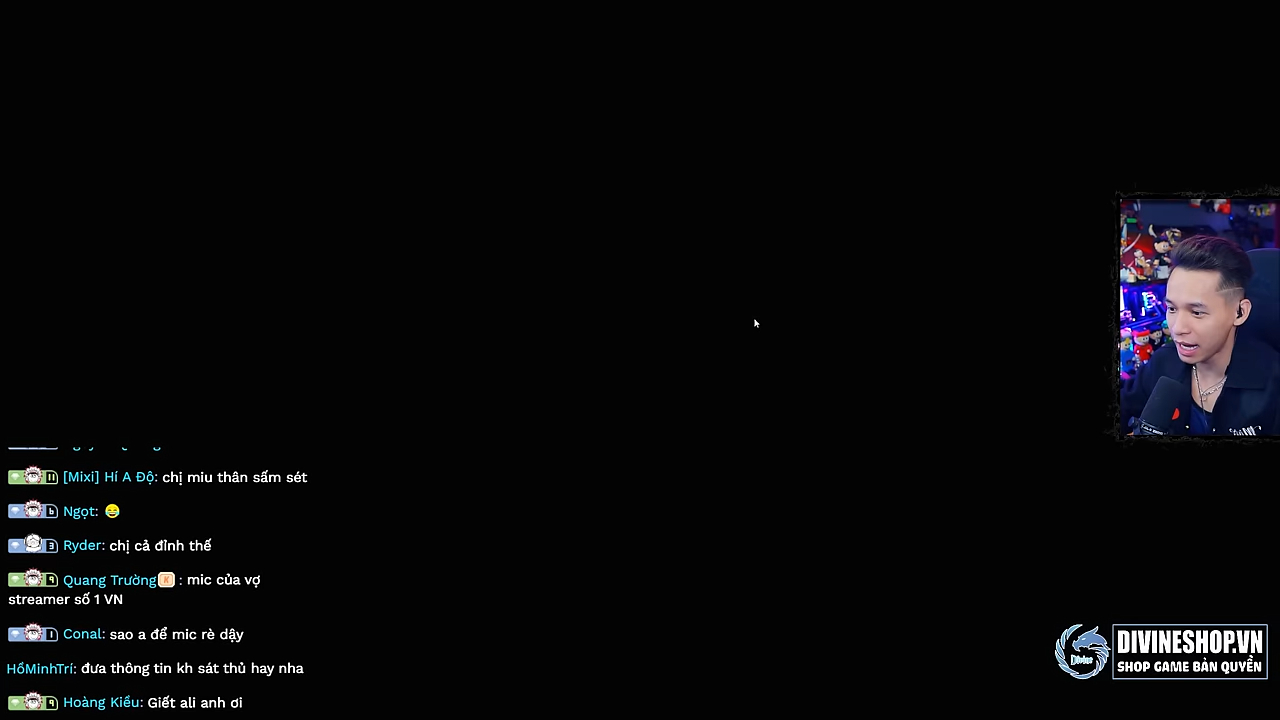 [Mixi] Hí A Độ: chị miu thân sấm sét
Ngọt: 😂
Ryder: chị cả đỉnh thế
Quang Trường K : mic của vợ
streamer số 1 VN
Conal: sao a để mic rè dậy
HồMinhTrí: đưa thông tin kh sát thủ hay nha
Hoàng Kiều: Giết ali anh ơi
Divine
DIVINESHOP.VN
SHOP GAME BẢN QUYỀN